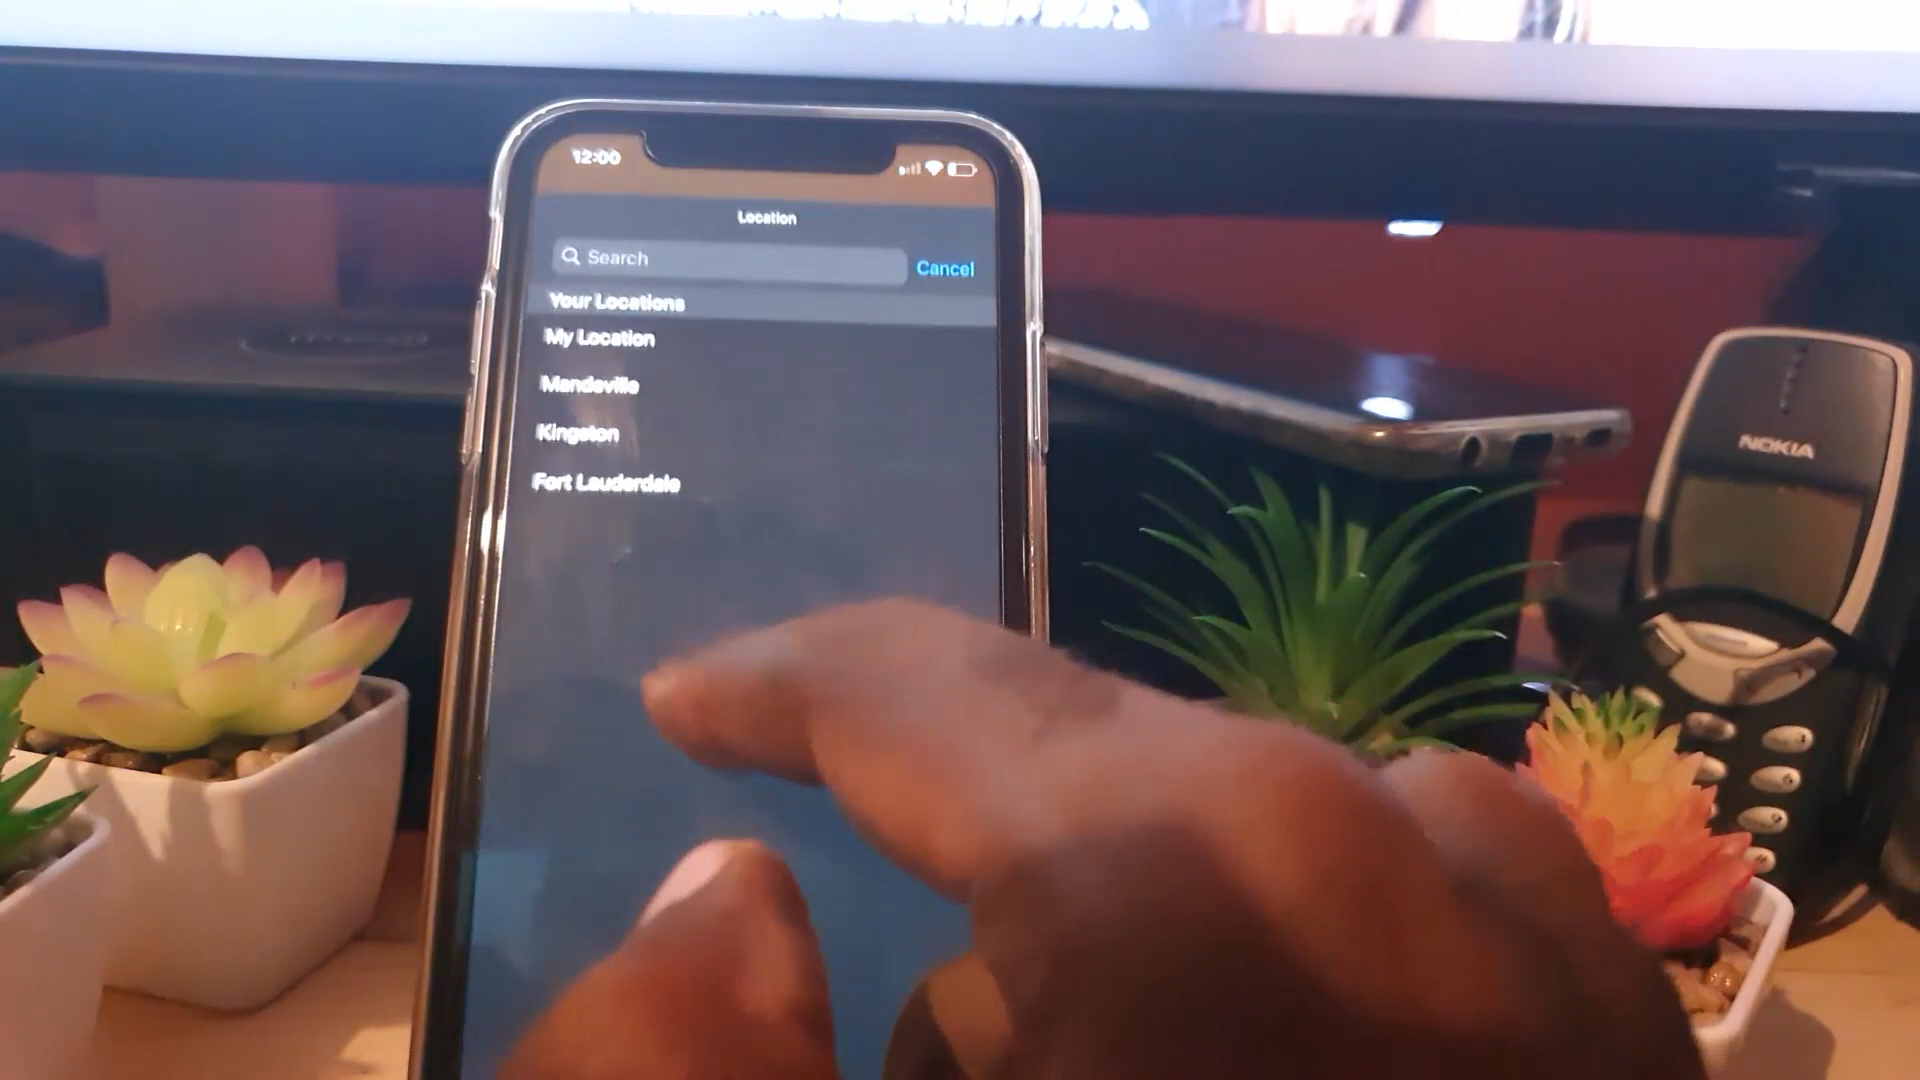 12:00
Location
Search
Cancel
Your Locations
My Location
Mandeville
Kingston
Fort Lauderdale
NOKIA